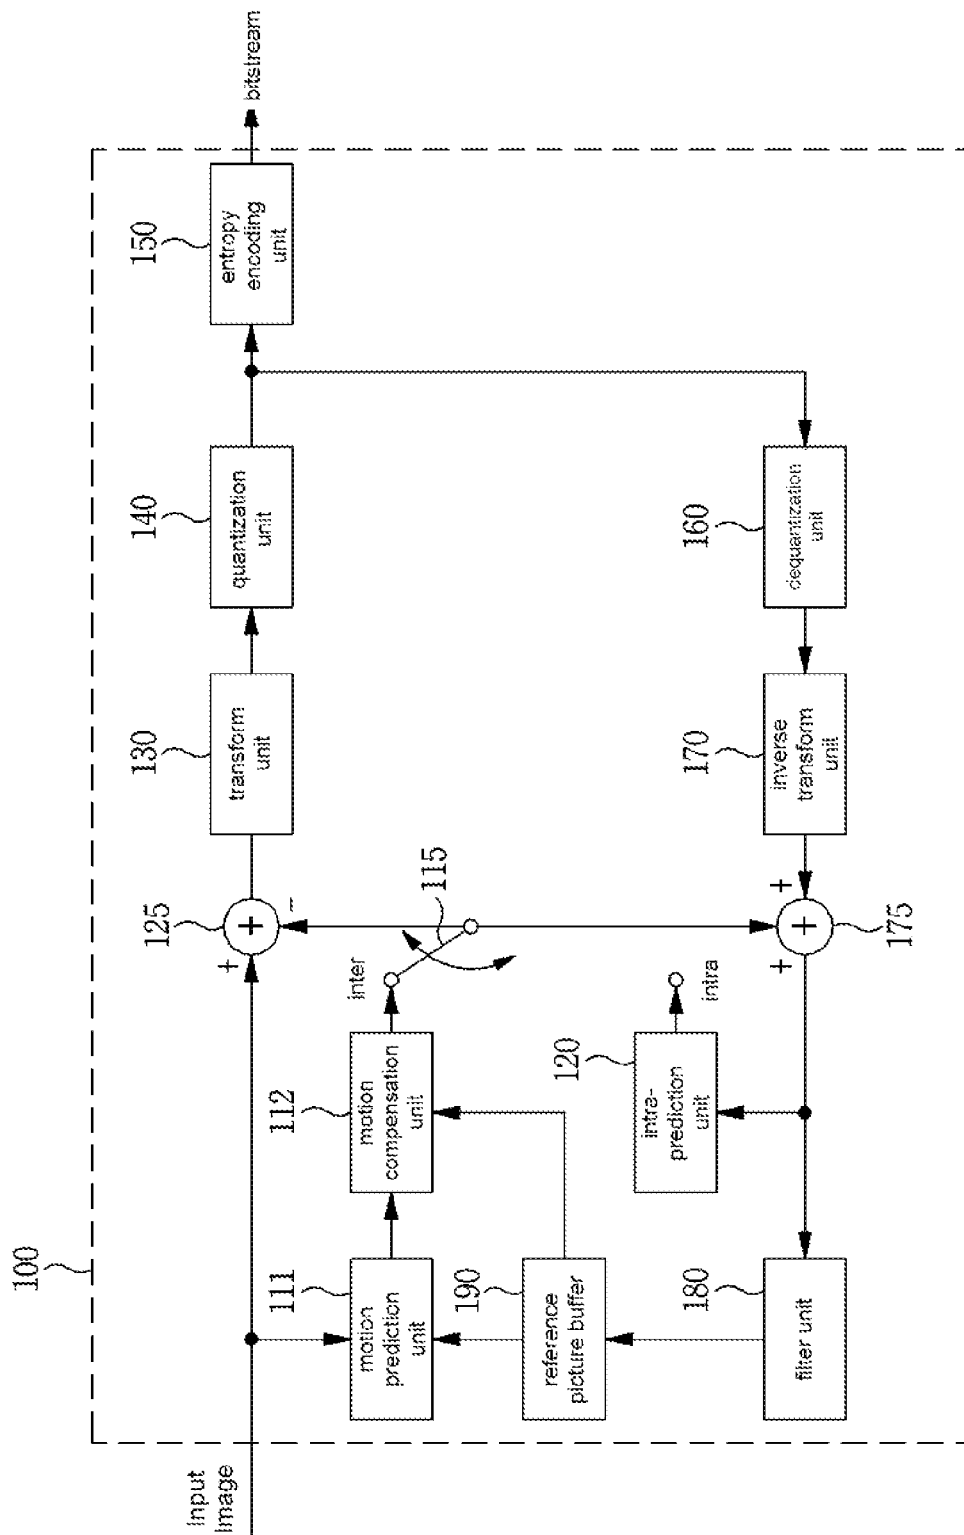 100
Input
Image
125
+
+
−
130
transform
unit
140
quantization
unit
150
entropy
encoding
unit
bitstream
111
motion
prediction
unit
112
motion
compensation
unit
inter
115
190
reference
picture buffer
120
intra-
prediction
unit
intra
180
filter unit
+
+
+
175
170
inverse
transform
unit
160
dequantization
unit